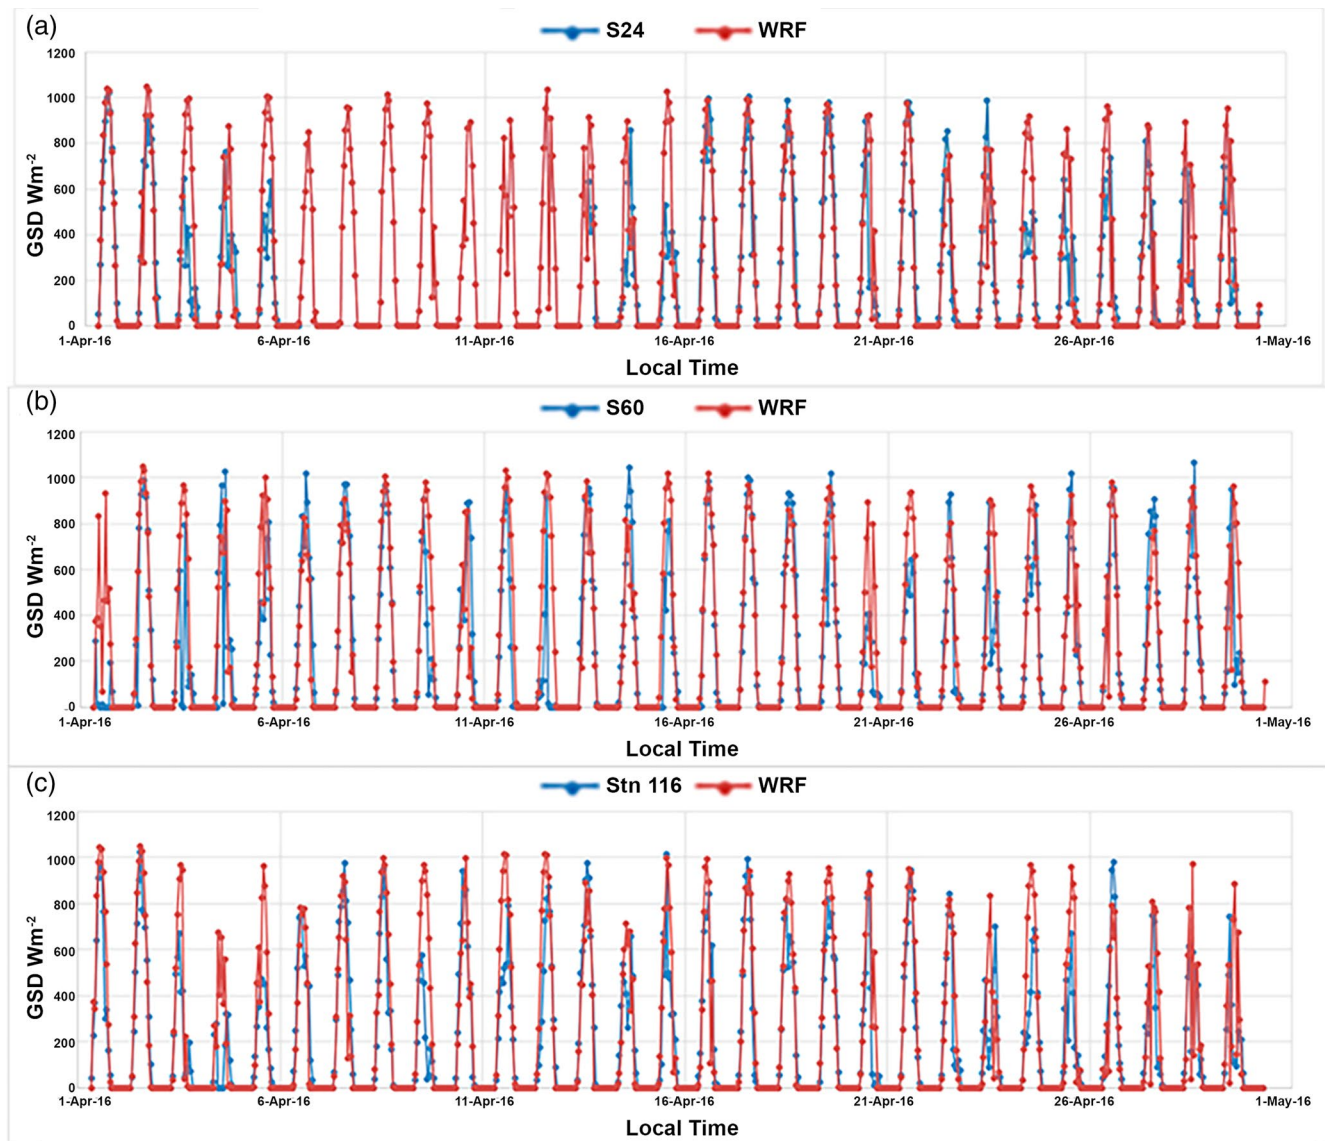 (a)
S24 WRF
GSD Wm-2
1200
1000
800
600
400
200
0
1-Apr-16 6-Apr-16 11-Apr-16 16-Apr-16 21-Apr-16 26-Apr-16 1-May-16
Local Time
(b)
S60 WRF
GSD Wm-2
1200
1000
800
600
400
200
.0
1-Apr-16 6-Apr-16 11-Apr-16 16-Apr-16 21-Apr-16 26-Apr-16 1-May-16
Local Time
(c)
Stn 116 WRF
GSD Wm-2
1200
1000
800
600
400
200
0
1-Apr-16 6-Apr-16 11-Apr-16 16-Apr-16 21-Apr-16 26-Apr-16 1-May-16
Local Time